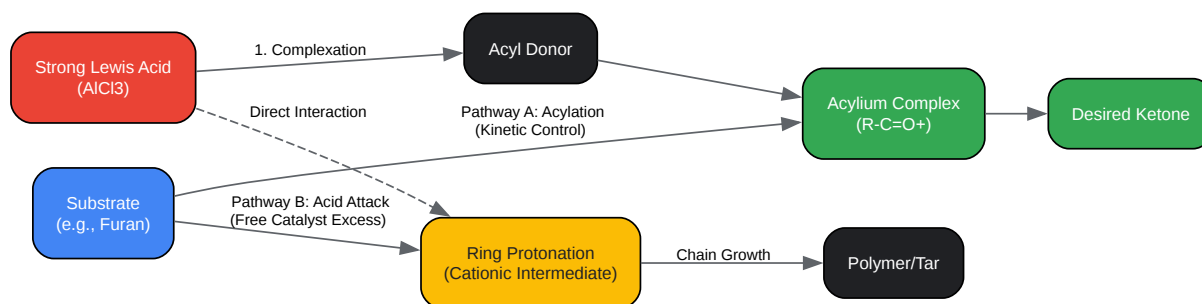 Strong Lewis Acid
(AlCl3)
1. Complexation
Acyl Donor
Direct Interaction
Pathway A: Acylation
(Kinetic Control)
Acylium Complex
(R-C=O+)
Desired Ketone
Substrate
(e.g., Furan)
Pathway B: Acid Attack
(Free Catalyst Excess)
Ring Protonation
(Cationic Intermediate)
Chain Growth
Polymer/Tar